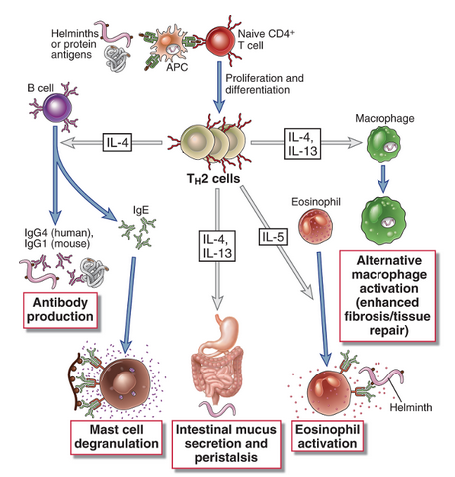 Helminths
or protein
antigens
APC
Naive CD4+
T cell
Proliferation and
differentiation
B cell
IL-4
TH2 cells
IL-4,
IL-13
Macrophage
IgE
IgG4 (human),
IgG1 (mouse)
Antibody
production
IL-4,
IL-13
IL-5
Eosinophil
Alternative
macrophage
activation
(enhanced
fibrosis/tissue
repair)
Helminth
Mast cell
degranulation
Intestinal mucus
secretion and
peristalsis
Eosinophil
activation